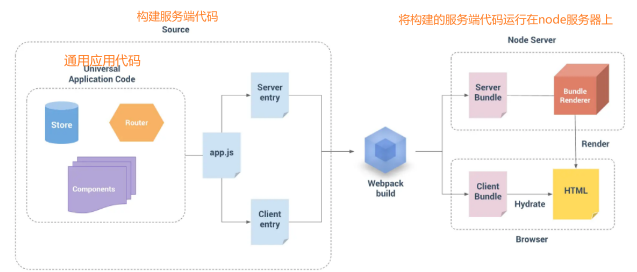 构建服务端代码
Source
将构建的服务端代码运行在node服务器上
Node Server
通用应用代码
Universal
Application Code
Store
Router
Components
app.js
Server
entry
Client
entry
Webpack
build
Server
Bundle
Bundle
Renderer
Render
Client
Bundle
Hydrate
HTML
Browser